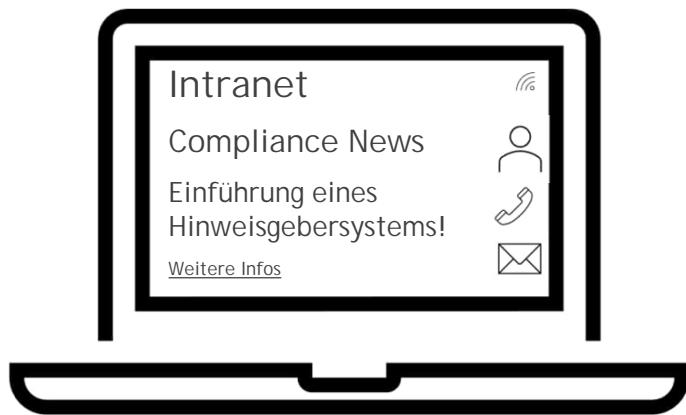 Intranet
Compliance News
Einführung eines
Hinweisgebersystems!
Weitere Infos